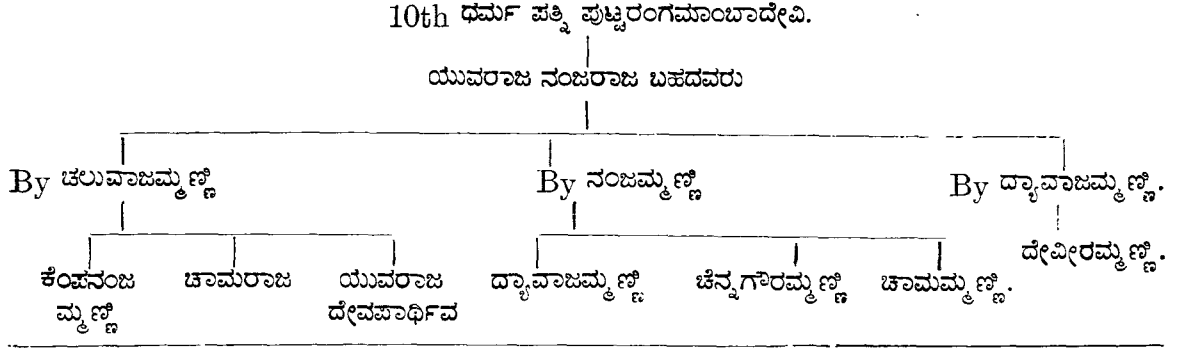 10th ಧರ್ಮ ಪತ್ನಿ ಪುಟ್ಟರಂಗಮಾಂಬಾದೇವಿ.
ಯುವರಾಜ ನಂಜರಾಜ ಬಹದವರು
By ಚಲುವಾಜಮ್ಮಣ್ಣಿ By ನಂಜಮ್ಮಣ್ಣಿ By ದ್ಯಾವಾಜಮ್ಮಣ್ಣಿ.
ದೇವೀರಮ್ಮಣ್ಣಿ.
ಕೆಂಪನಂಜ ಚಾಮರಾಜ ಯುವರಾಜ ದ್ಯಾವಾಜಮ್ಮಣ್ಣಿ ಚೆನ್ನಗೌರಮ್ಮಣ್ಣಿ ಚಾಮಮ್ಮಣ್ಣಿ.
ಮ್ಮಣ್ಣಿ ದೇವಪಾರ್ಥಿವ